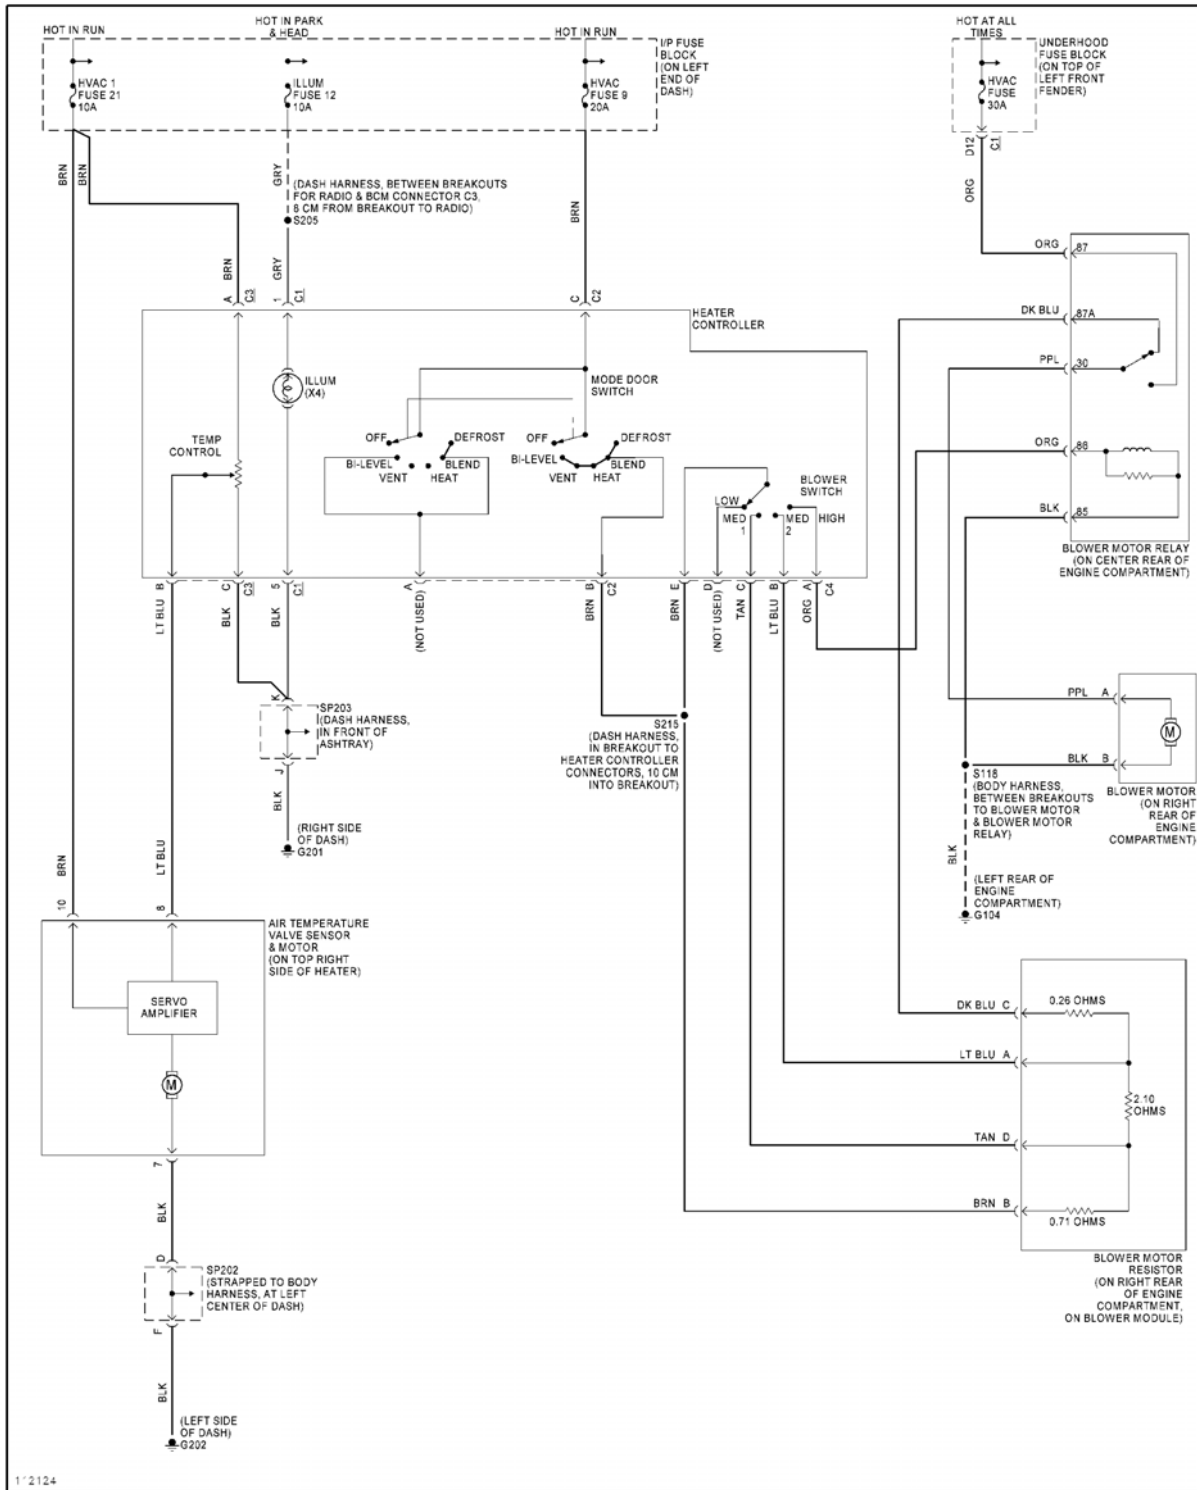 HOT IN RUN
HOT IN PARK
& HEAD
HOT IN RUN
HOT AT ALL
TIMES
I/P FUSE
BLOCK
(ON LEFT
END OF
DASH)
UNDERHOOD
FUSE BLOCK
(ON TOP OF
LEFT FRONT
FENDER)
HVAC 1
FUSE 21
10A
ILLUM
FUSE 12
10A
HVAC
FUSE 9
20A
HVAC
FUSE
30A
D12
C1
BRN
BRN
GRY
(DASH HARNESS, BETWEEN BREAKOUTS
FOR RADIO & BCM CONNECTOR C3,
6 CM FROM BREAKOUT TO RADIO)
S205
BRN
ORG
BRN
GRY
A
C3
1
C1
C
C2
HEATER
CONTROLLER
ORG
87
DK BLU
87A
PPL
30
ORG
86
BLK
85
BLOWER MOTOR RELAY
(ON CENTER REAR OF
ENGINE COMPARTMENT)
ILLUM
(X4)
MODE DOOR
SWITCH
TEMP
CONTROL
OFF
DEFROST
BI-LEVEL
BLEND
VENT
HEAT
OFF
DEFROST
BI-LEVEL
BLEND
VENT
HEAT
BLOWER
SWITCH
LOW
MED
1
MED
2
HIGH
B
C
C3
5
C1
A
B
C2
E
D
C
B
A
C4
LT BLU
BLK
BLK
(NOT USED)
BRN
BRN
(NOT USED)
TAN
LT BLU
ORG
K
SP203
(DASH HARNESS,
IN FRONT OF
ASHTRAY)
J
BLK
(RIGHT SIDE
OF DASH)
G201
S215
(DASH HARNESS,
IN BREAKOUT TO
HEATER CONTROLLER
CONNECTORS, 10 CM
INTO BREAKOUT)
PPL A
M
BLK B
BLOWER MOTOR
(ON RIGHT
REAR OF
ENGINE
COMPARTMENT)
S118
(BODY HARNESS,
BETWEEN BREAKOUTS
TO BLOWER MOTOR
& BLOWER MOTOR
RELAY)
BLK
(LEFT REAR OF
ENGINE
COMPARTMENT)
G104
BRN
LT BLU
10
8
AIR TEMPERATURE
VALVE SENSOR
& MOTOR
(ON TOP RIGHT
SIDE OF HEATER)
SERVO
AMPLIFIER
M
7
BLK
D
SP202
(STRAPPED TO BODY
HARNESS, AT LEFT
CENTER OF DASH)
F
BLK
(LEFT SIDE
OF DASH)
G202
DK BLU C
0.26 OHMS
LT BLU A
2.10
OHMS
TAN D
BRN B
0.71 OHMS
BLOWER MOTOR
RESISTOR
(ON RIGHT REAR
OF ENGINE
COMPARTMENT,
ON BLOWER MODULE)